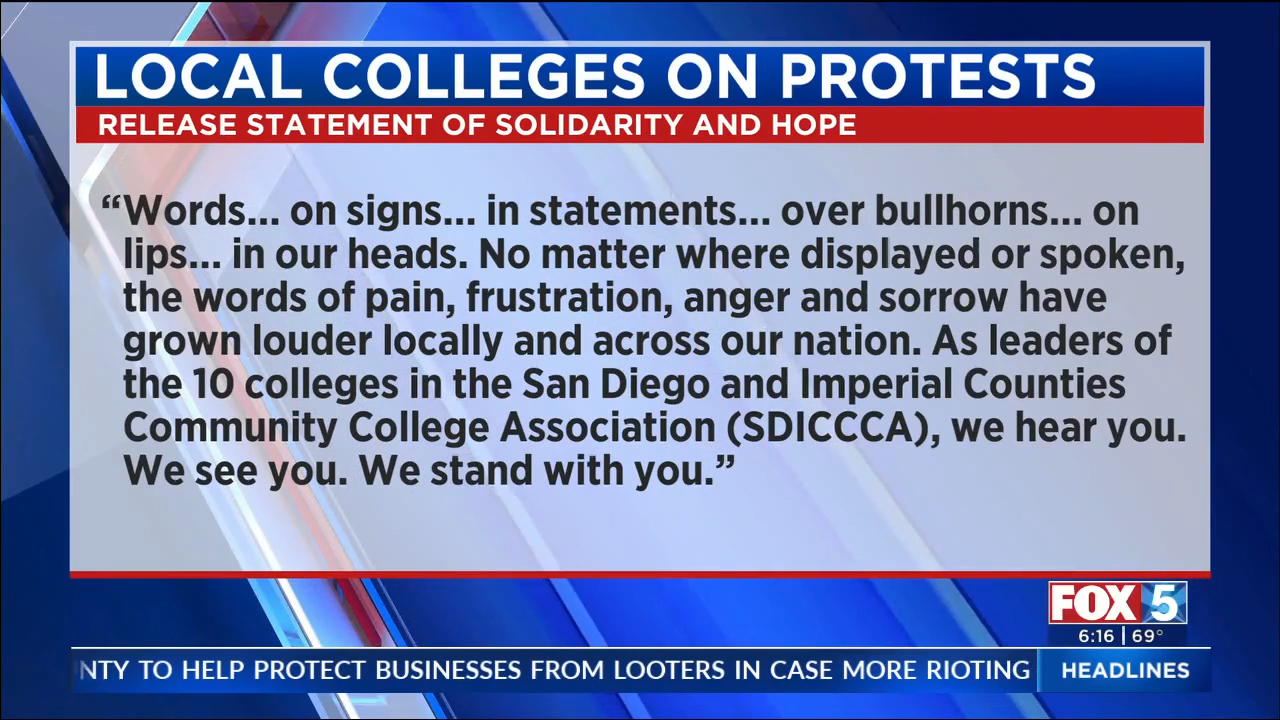 LOCAL COLLEGES ON PROTESTS
RELEASE STATEMENT OF SOLIDARITY AND HOPE
“Words... on signs... in statements... over bullhorns... on
lips... in our heads. No matter where displayed or spoken,
the words of pain, frustration, anger and sorrow have
grown louder locally and across our nation. As leaders of
the 10 colleges in the San Diego and Imperial Counties
Community College Association (SDICCCA), we hear you.
We see you. We stand with you.”
FOX 5
6:16 | 69°
NTY TO HELP PROTECT BUSINESSES FROM LOOTERS IN CASE MORE RIOTING
HEADLINES